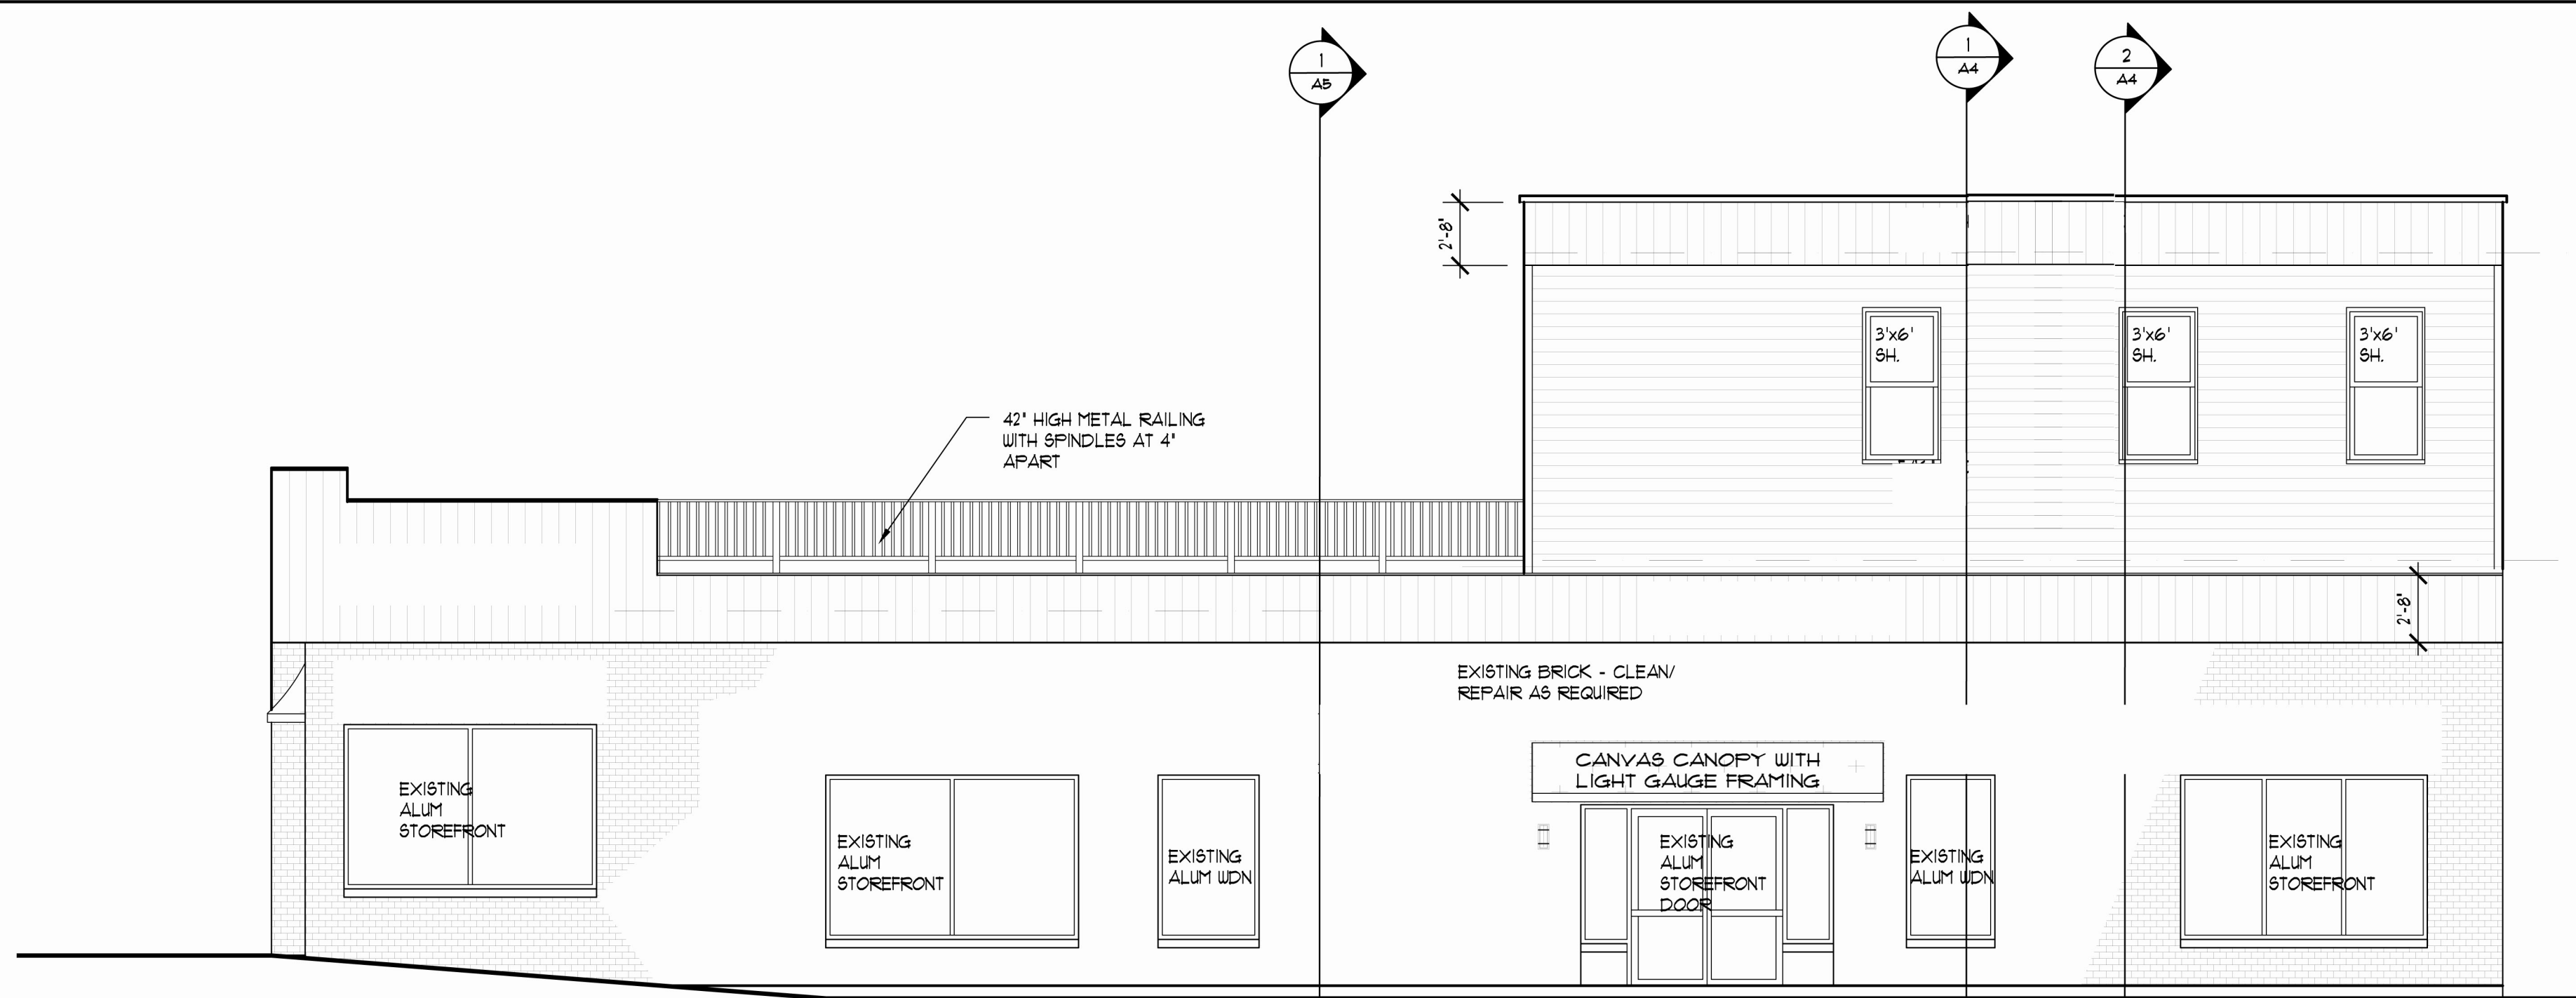 1
A5
1
A4
2
A4
2'-8"
3'x6'
SH.
3'x6'
SH.
3'x6'
SH.
42" HIGH METAL RAILING
WITH SPINDLES AT 4"
APART
2'-8"
EXISTING BRICK - CLEAN/
REPAIR AS REQUIRED
CANVAS CANOPY WITH
LIGHT GAUGE FRAMING
EXISTING
ALUM
STOREFRONT
EXISTING
ALUM
STOREFRONT
EXISTING
ALUM WDN
EXISTING
ALUM
STOREFRONT
DOOR
EXISTING
ALUM WDN
EXISTING
ALUM
STOREFRONT